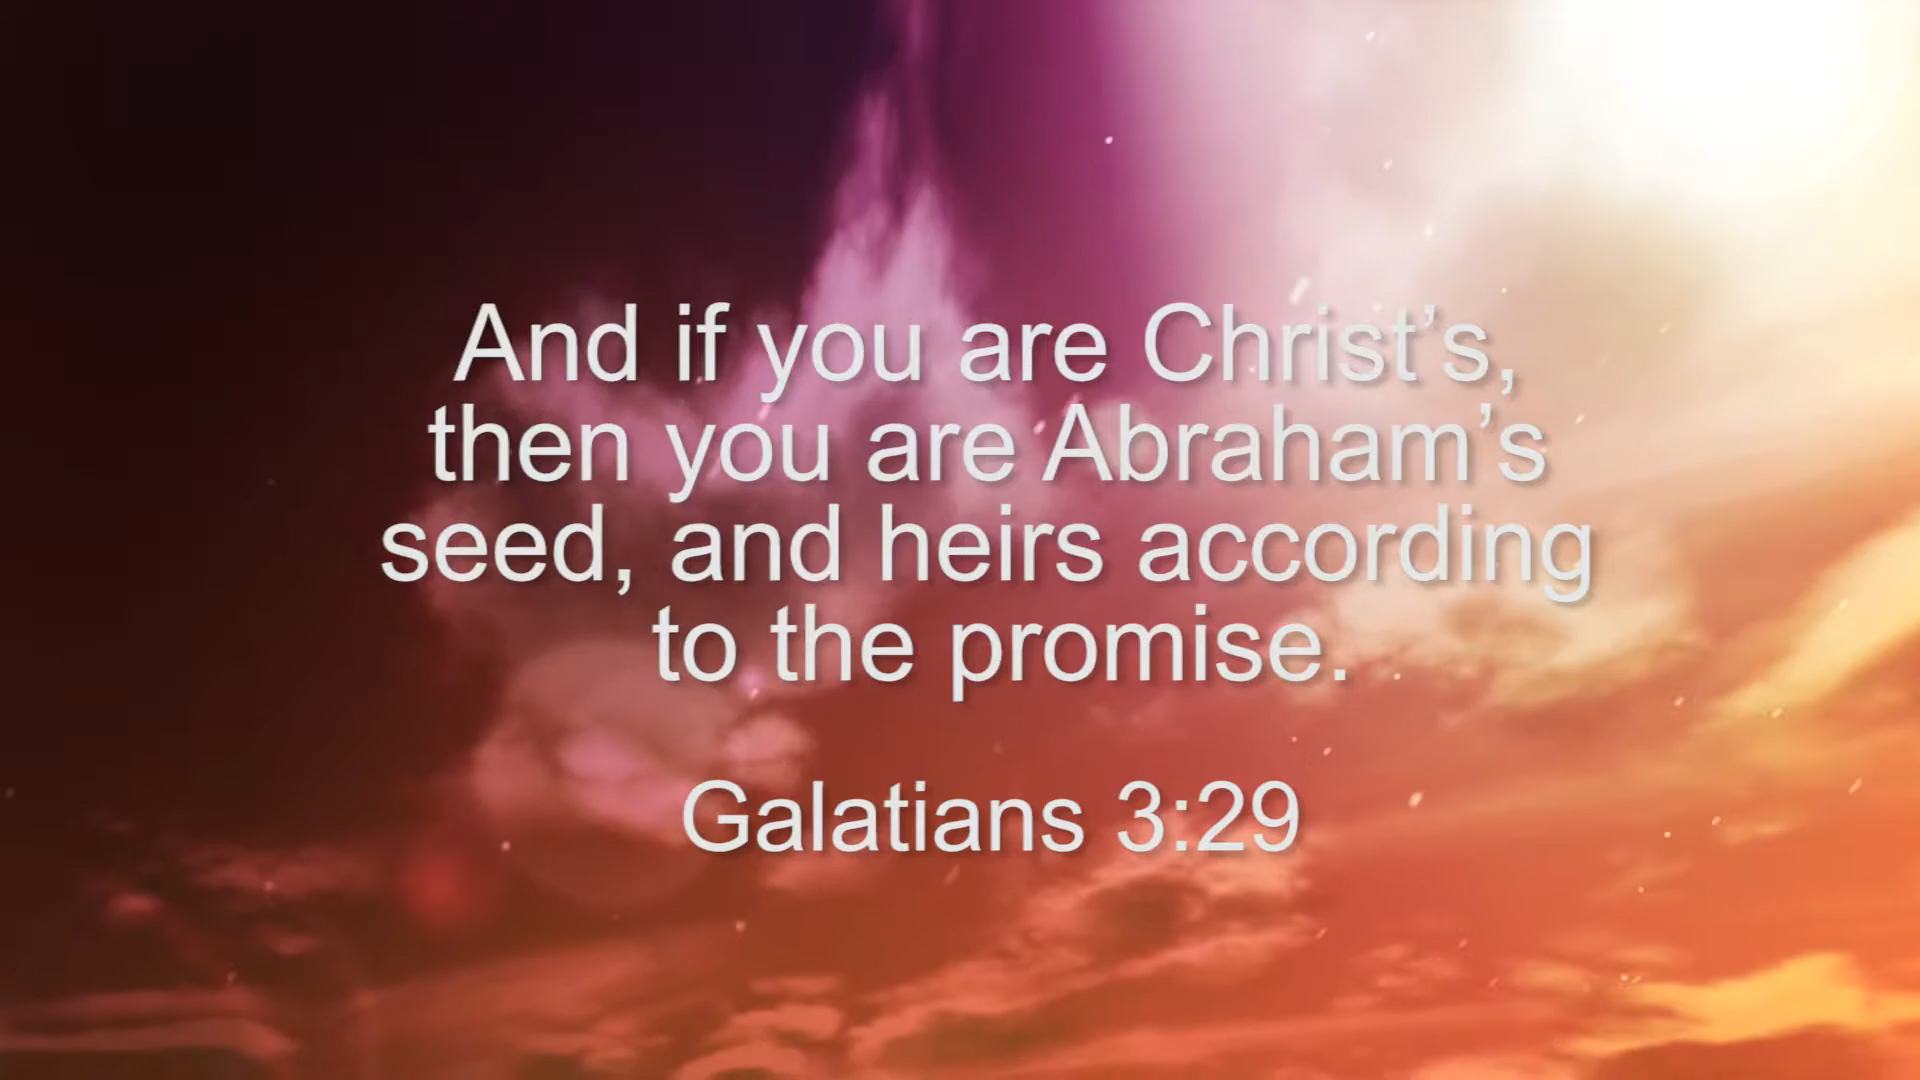 And if you are Christ’s,
then you are Abraham’s
seed, and heirs according
to the promise.
Galatians 3:29